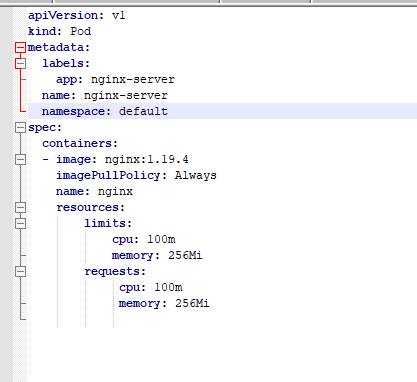 apiVersion: v1
kind: Pod
metadata:
  labels:
    app: nginx-server
  name: nginx-server
  namespace: default
spec:
  containers:
  - image: nginx:1.19.4
    imagePullPolicy: Always
    name: nginx
    resources:
        limits:
            cpu: 100m
            memory: 256Mi
        requests:
             cpu: 100m
             memory: 256Mi